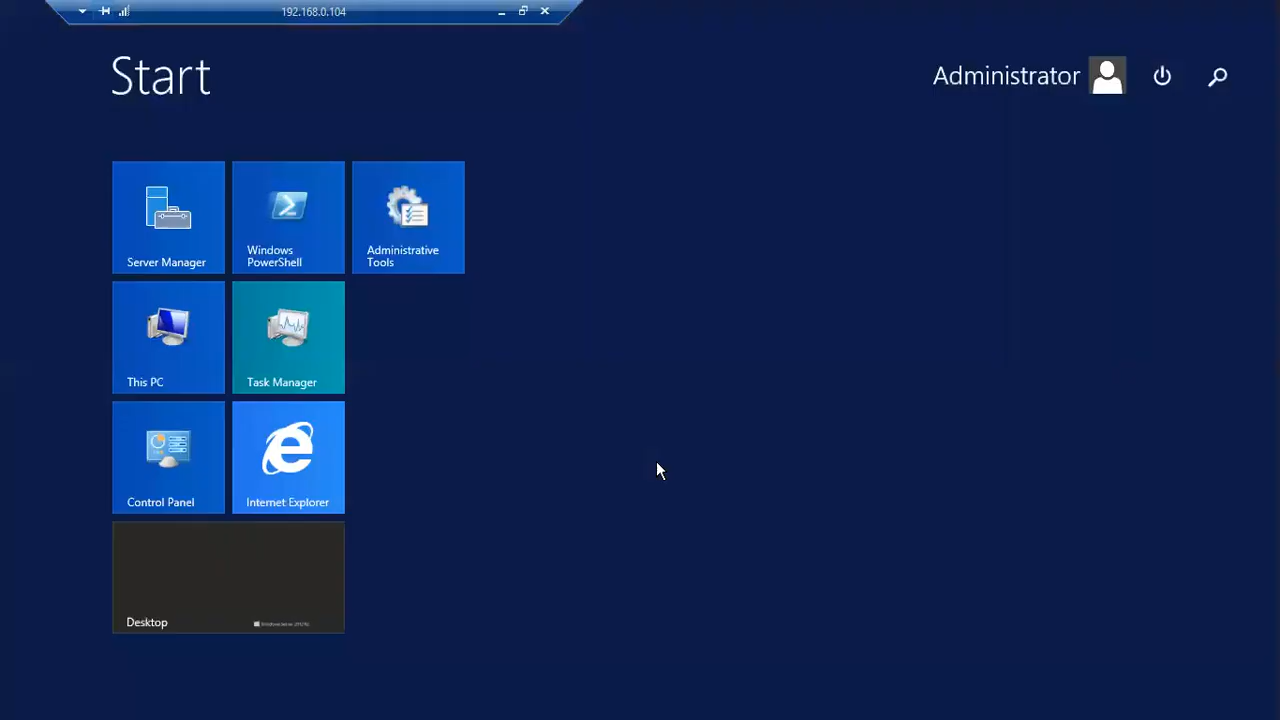 192.168.0.104
Start
Administrator
Server Manager
Windows
PowerShell
Administrative
Tools
This PC
Task Manager
Control Panel
Internet Explorer
Desktop